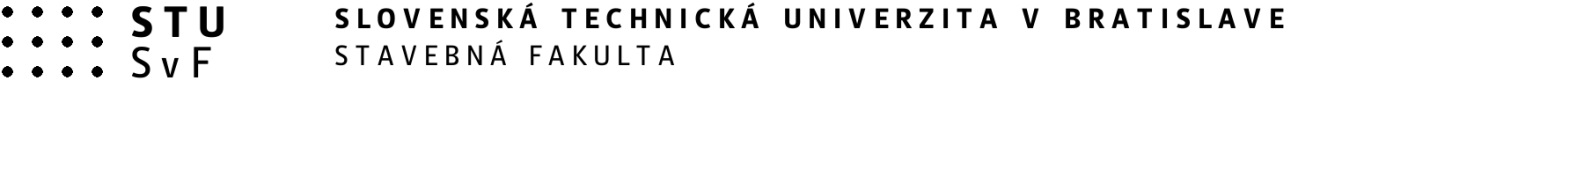 STU
SvF
SLOVENSKÁ TECHNICKÁ UNIVERZITA V BRATISLAVE
STAVEBNÁ FAKULTA